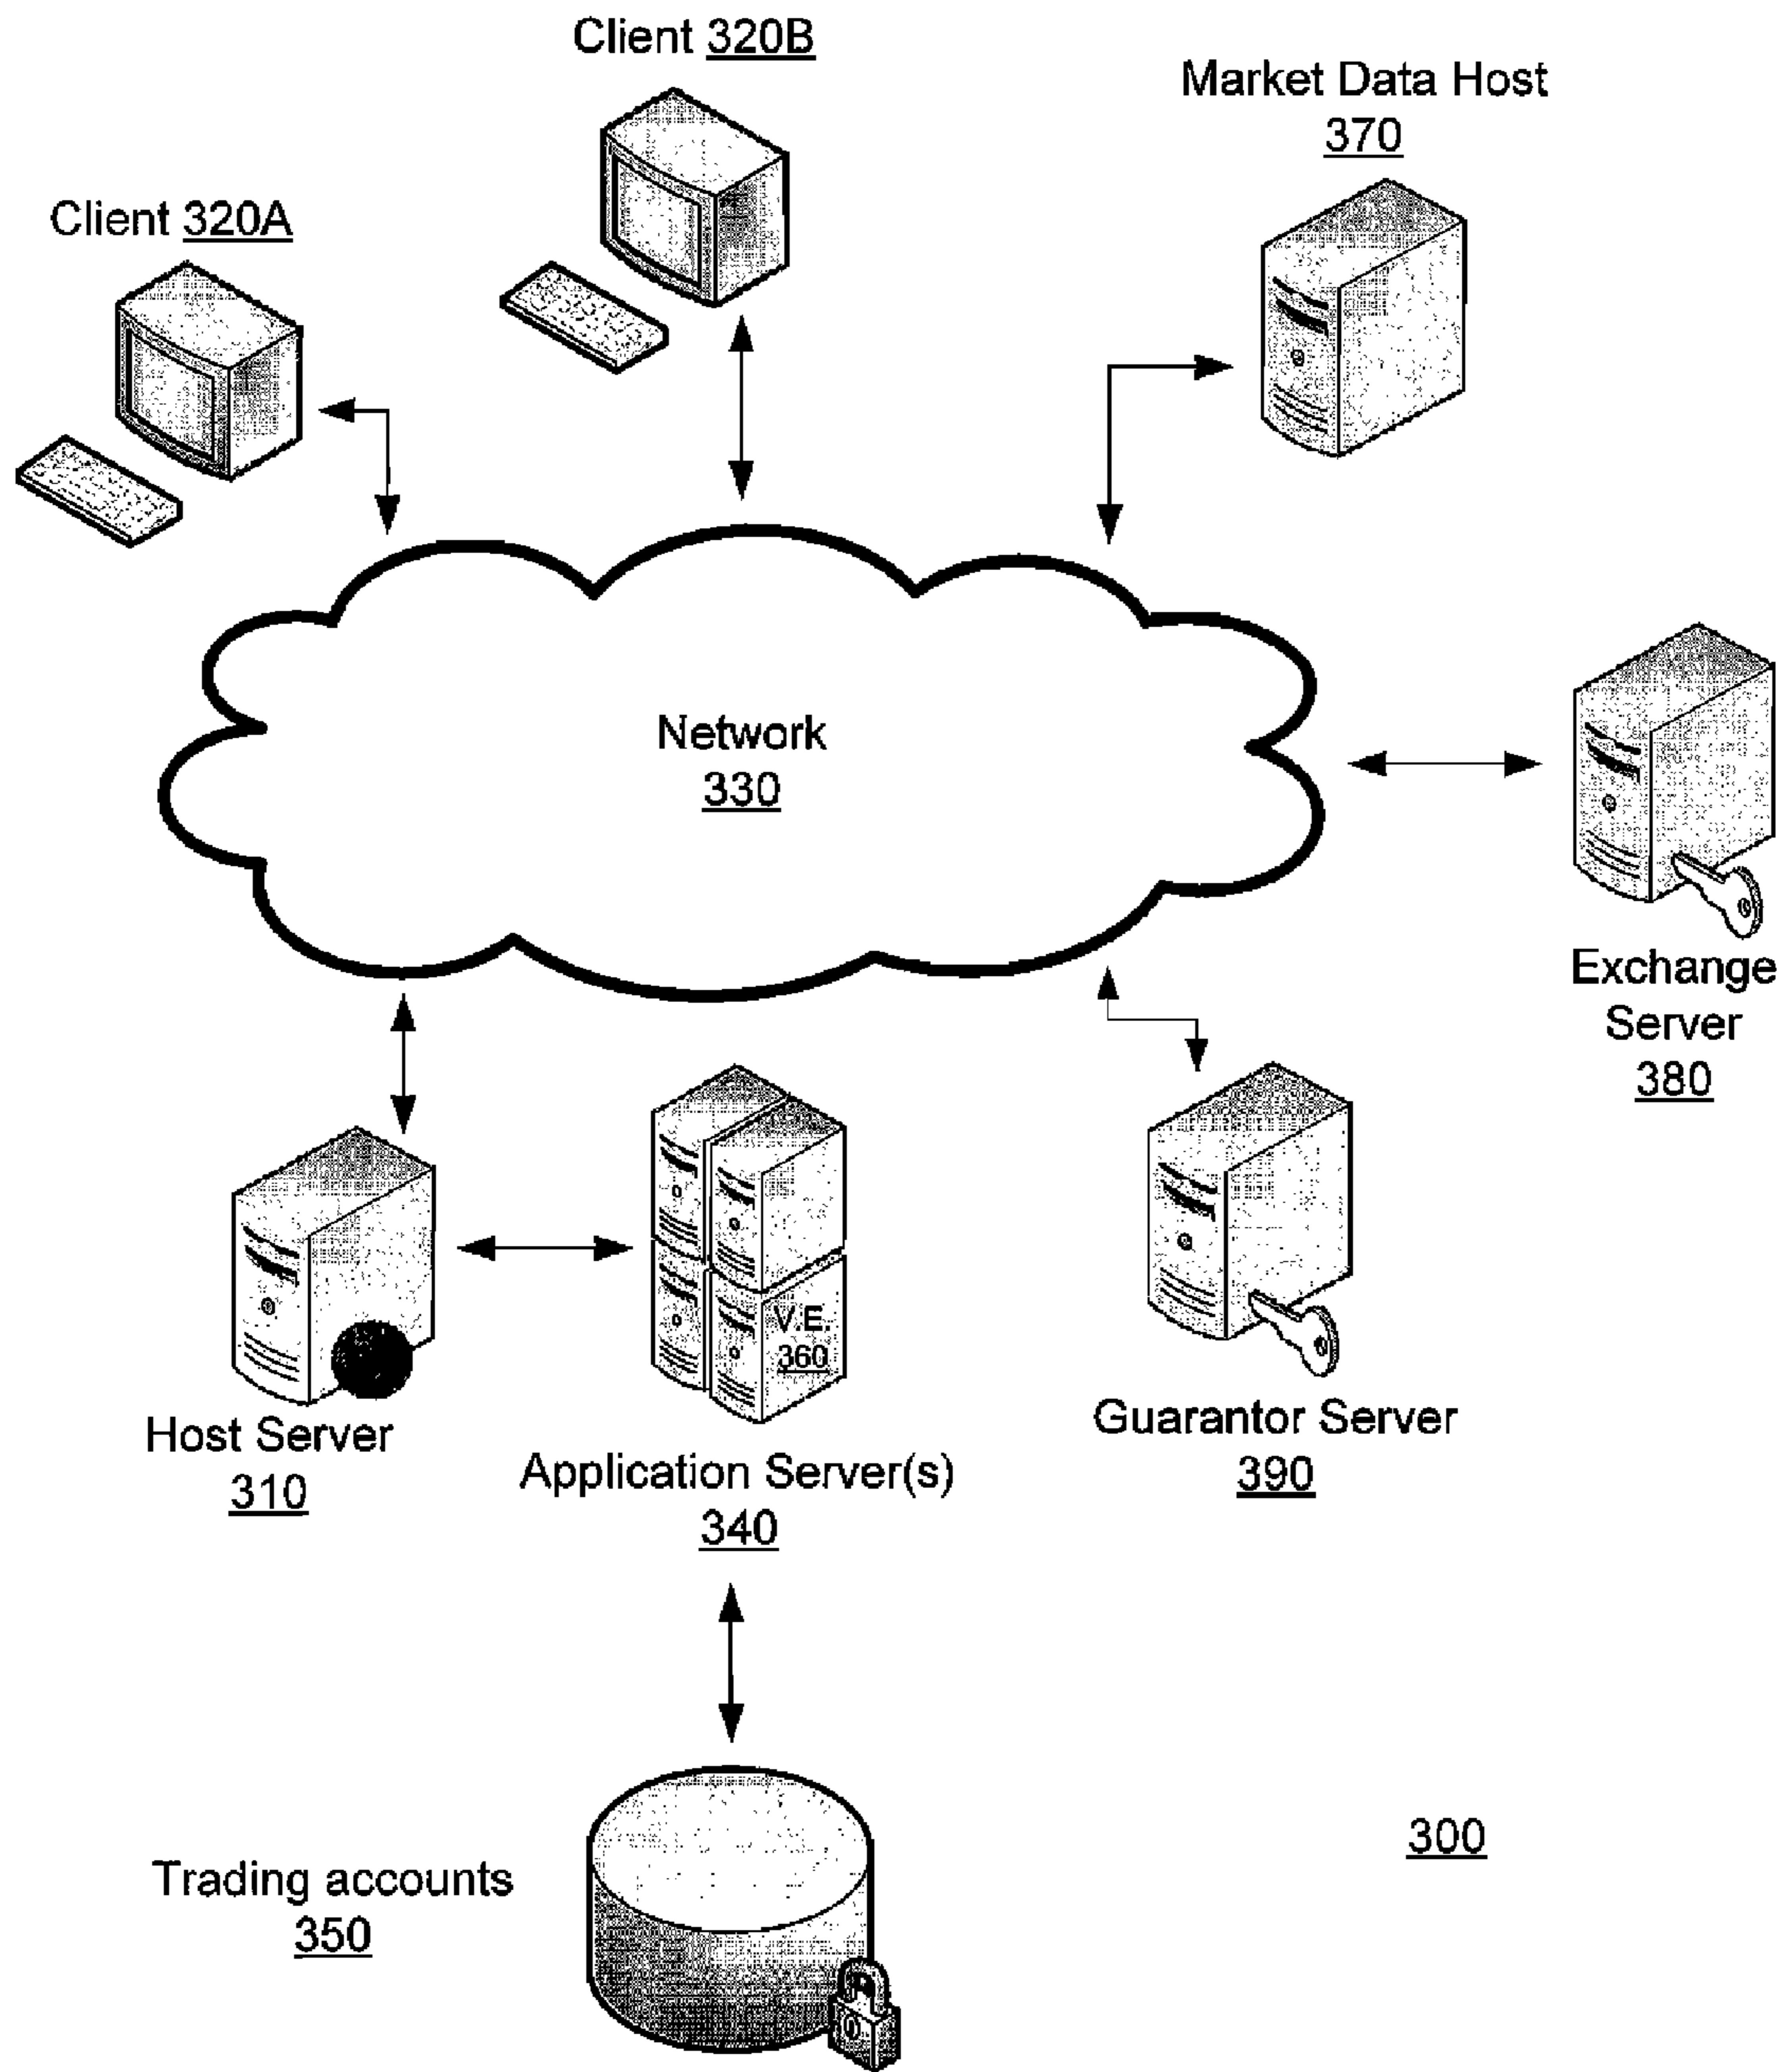 Client 320B
Market Data Host
370
Client 320A
Network
330
Exchange
Server
380
V.E.
360
Host Server
310
Application Server(s)
340
Guarantor Server
390
Trading accounts
350
300